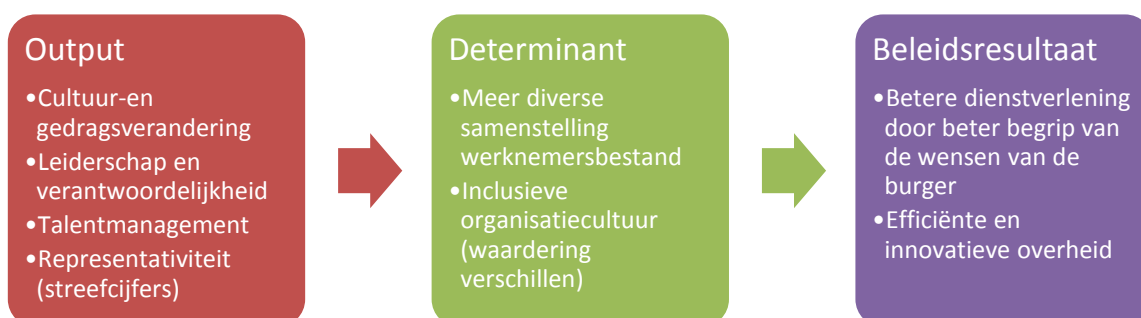 Output
•Cultuur-en
gedragsverandering
•Leiderschap en
verantwoordelijkheid
•Talentmanagement
•Representativiteit
(streefcijfers)
Determinant
•Meer diverse
samenstelling
werknemersbestand
•Inclusieve
organisatiecultuur
(waardering
verschillen)
Beleidsresultaat
•Betere dienstverlening
door beter begrip van
de wensen van de
burger
•Efficiënte en
innovatieve overheid